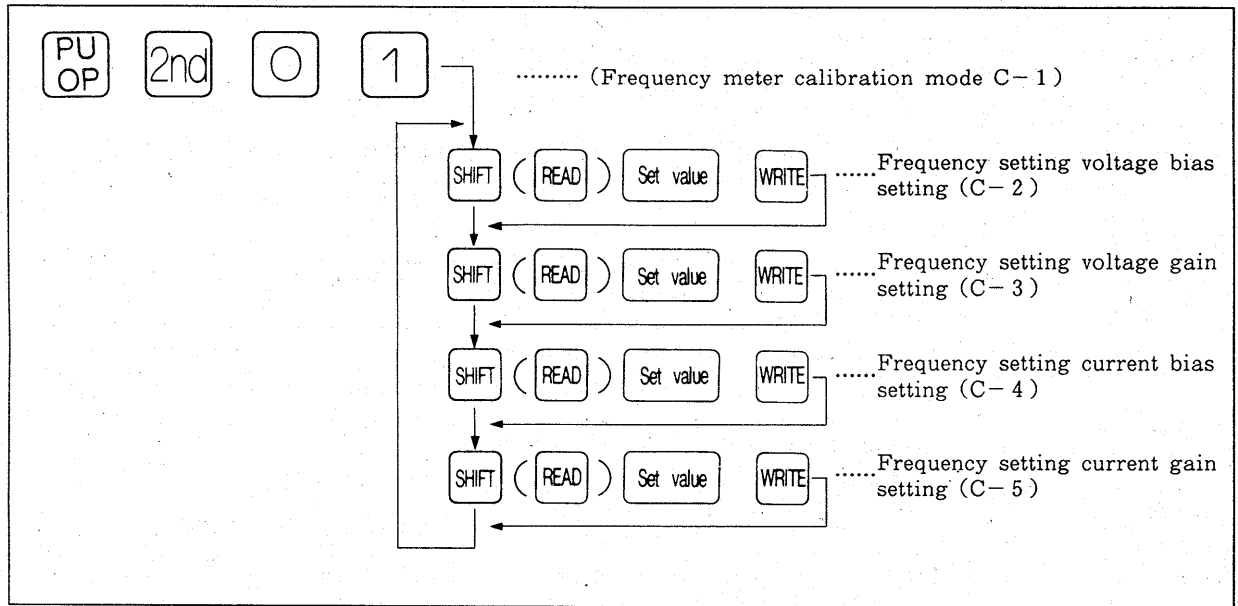 PU
OP
2nd
0
1
……… (Frequency meter calibration mode C-1)
SHIFT (READ) Set value WRITE ……Frequency setting voltage bias
setting (C-2)
SHIFT (READ) Set value WRITE ……Frequency setting voltage gain
setting (C-3)
SHIFT (READ) Set value WRITE ……Frequency setting current bias
setting (C-4)
SHIFT (READ) Set value WRITE ……Frequency setting current gain
setting (C-5)